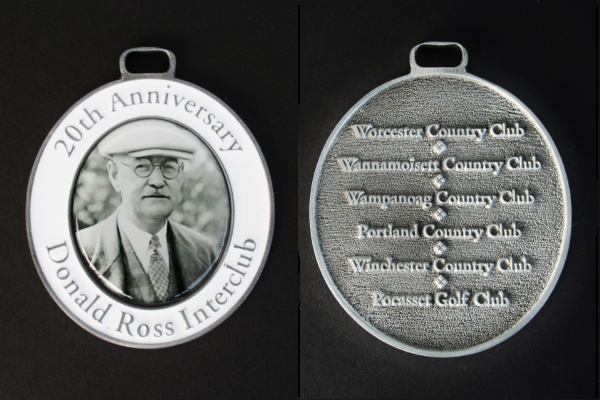 20th Anniversary
Donald Ross Interclub
Worcester Country Club
Wannamoisett Country Club
Wampanoag Country Club
Portland Country Club
Winchester Country Club
Pocasset Golf Club